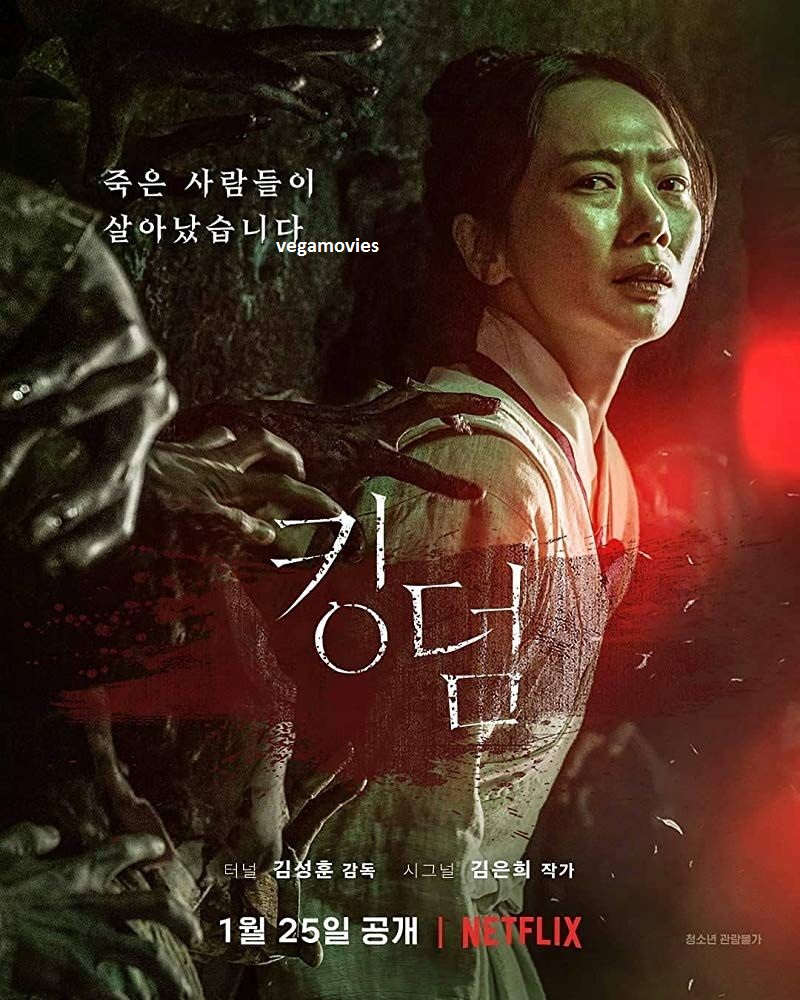 죽은 사람들이
살아났습니다
vegamovies
킹덤
터널 김성훈 감독 시그널 김은희 작가
1월 25일 공개 | NETFLIX
청소년 관람불가